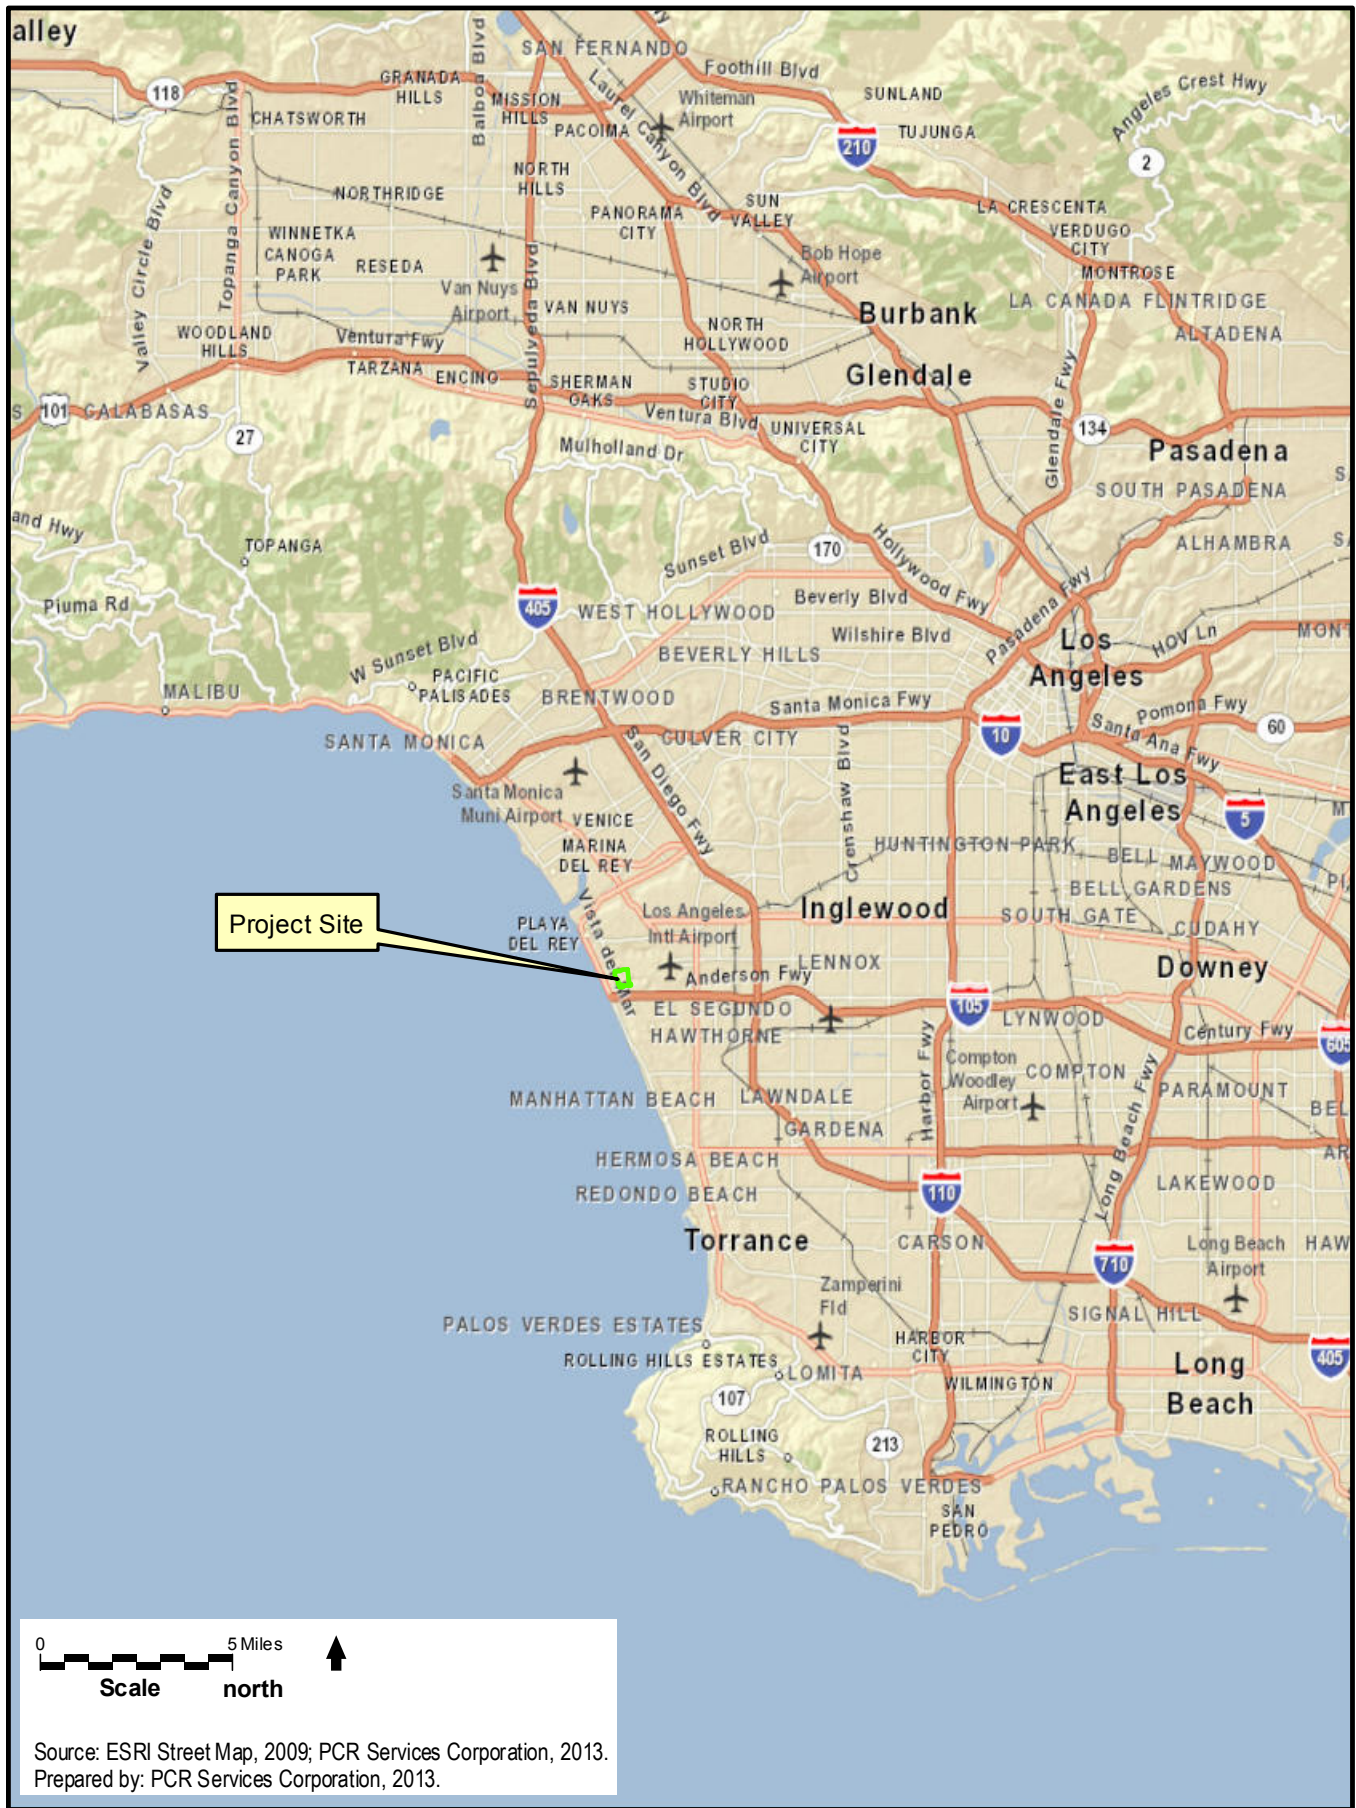 alley
SAN FERNANDO
Balboa Blvd
Foothill Blvd
118
GRANADA
HILLS
Laurel Canyon Blvd
Whiteman
Airport
SUNLAND
Angeles Crest Hwy
MISSION
HILLS
CHATSWORTH
Topanga Canyon Blvd
PACOIMA
TUJUNGA
210
2
NORTH
HILLS
NORTHRIDGE
Valley Circle Blvd
PANORAMA
CITY
SUN
VALLEY
LA CRESCENTA
VERDUGO
CITY
WINNETKA
CANOGA
PARK
RESEDA
Sepulveda Blvd
Bob Hope
Airport
MONTROSE
Van Nuys
Airport
VAN NUYS
Burbank
LA CANADA FLINTRIDGE
WOODLAND
HILLS
Ventura Fwy
NORTH
HOLLYWOOD
ALTADENA
TARZANA
ENCINO
SHERMAN
OAKS
STUDIO
CITY
Glendale
Glendale Fwy
S
101
CALABASAS
27
Ventura Blvd
UNIVERSAL
CITY
134
Pasadena
Mulholland Dr
SOUTH PASADENA
S
and Hwy
TOPANGA
Sunset Blvd
170
Hollywood Fwy
ALHAMBRA
S
Piuma Rd
405
WEST HOLLYWOOD
Beverly Blvd
Pasadena Fwy
Wilshire Blvd
Los
Angeles
HOV Ln
MONT
W Sunset Blvd
BEVERLY HILLS
MALIBU
PACIFIC
PALISADES
BRENTWOOD
Santa Monica Fwy
Pomona Fwy
60
SANTA MONICA
San Diego Fwy
CULVER CITY
10
Santa Ana Fwy
Santa Monica
Muni Airport
Crenshaw Blvd
East Los
Angeles
5
M
VENICE
MARINA
DEL REY
HUNTINGTON PARK
BELL
MAYWOOD
BELL GARDENS
PI
Project Site
Vista del Mar
PLAYA
DEL REY
Los Angeles
Intl Airport
Inglewood
SOUTH GATE
CUDAHY
LENNOX
Downey
Anderson Fwy
EL SEGUNDO
105
LYNWOOD
HAWTHORNE
Century Fwy
605
Harbor Fwy
Compton
Woodley
Airport
COMPTON
Long Beach Fwy
PARAMOUNT
MANHATTAN BEACH
LAWNDALE
BEL
GARDENA
HERMOSA BEACH
AR
REDONDO BEACH
110
LAKEWOOD
Torrance
CARSON
Long Beach
Airport
HAW
710
Zamperini
Fld
SIGNAL HILL
PALOS VERDES ESTATES
HARBOR
CITY
405
ROLLING HILLS ESTATES
LOMITA
WILMINGTON
Long
Beach
107
ROLLING
HILLS
213
RANCHO PALOS VERDES
SAN
PEDRO
0
5 Miles
Scale
north
Source: ESRI Street Map, 2009; PCR Services Corporation, 2013.
Prepared by: PCR Services Corporation, 2013.